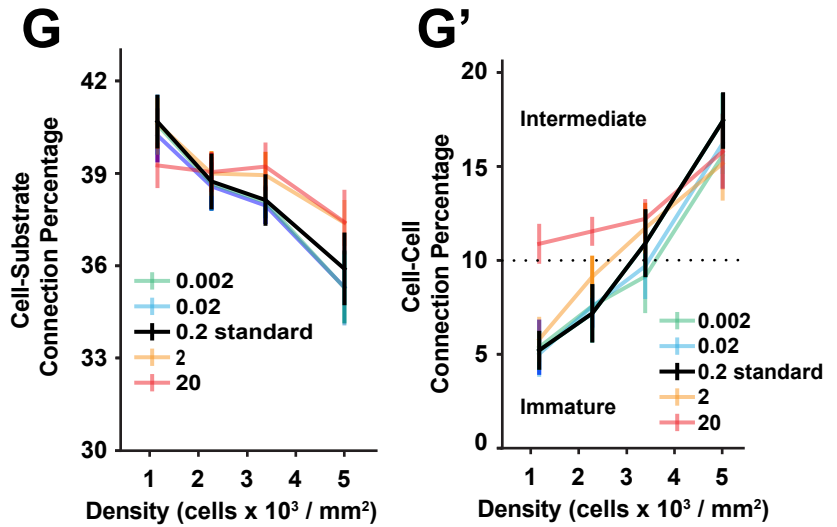 G
Cell-Substrate
Connection Percentage
42
39
36
33
30
0.002
0.02
0.2 standard
2
20
1 2 3 4 5
Density (cells x 10³ / mm²)
G’
Cell-Cell
Connection Percentage
20
15
10
5
0
Intermediate
Immature
0.002
0.02
0.2 standard
2
20
1 2 3 4 5
Density (cells x 10³ / mm²)